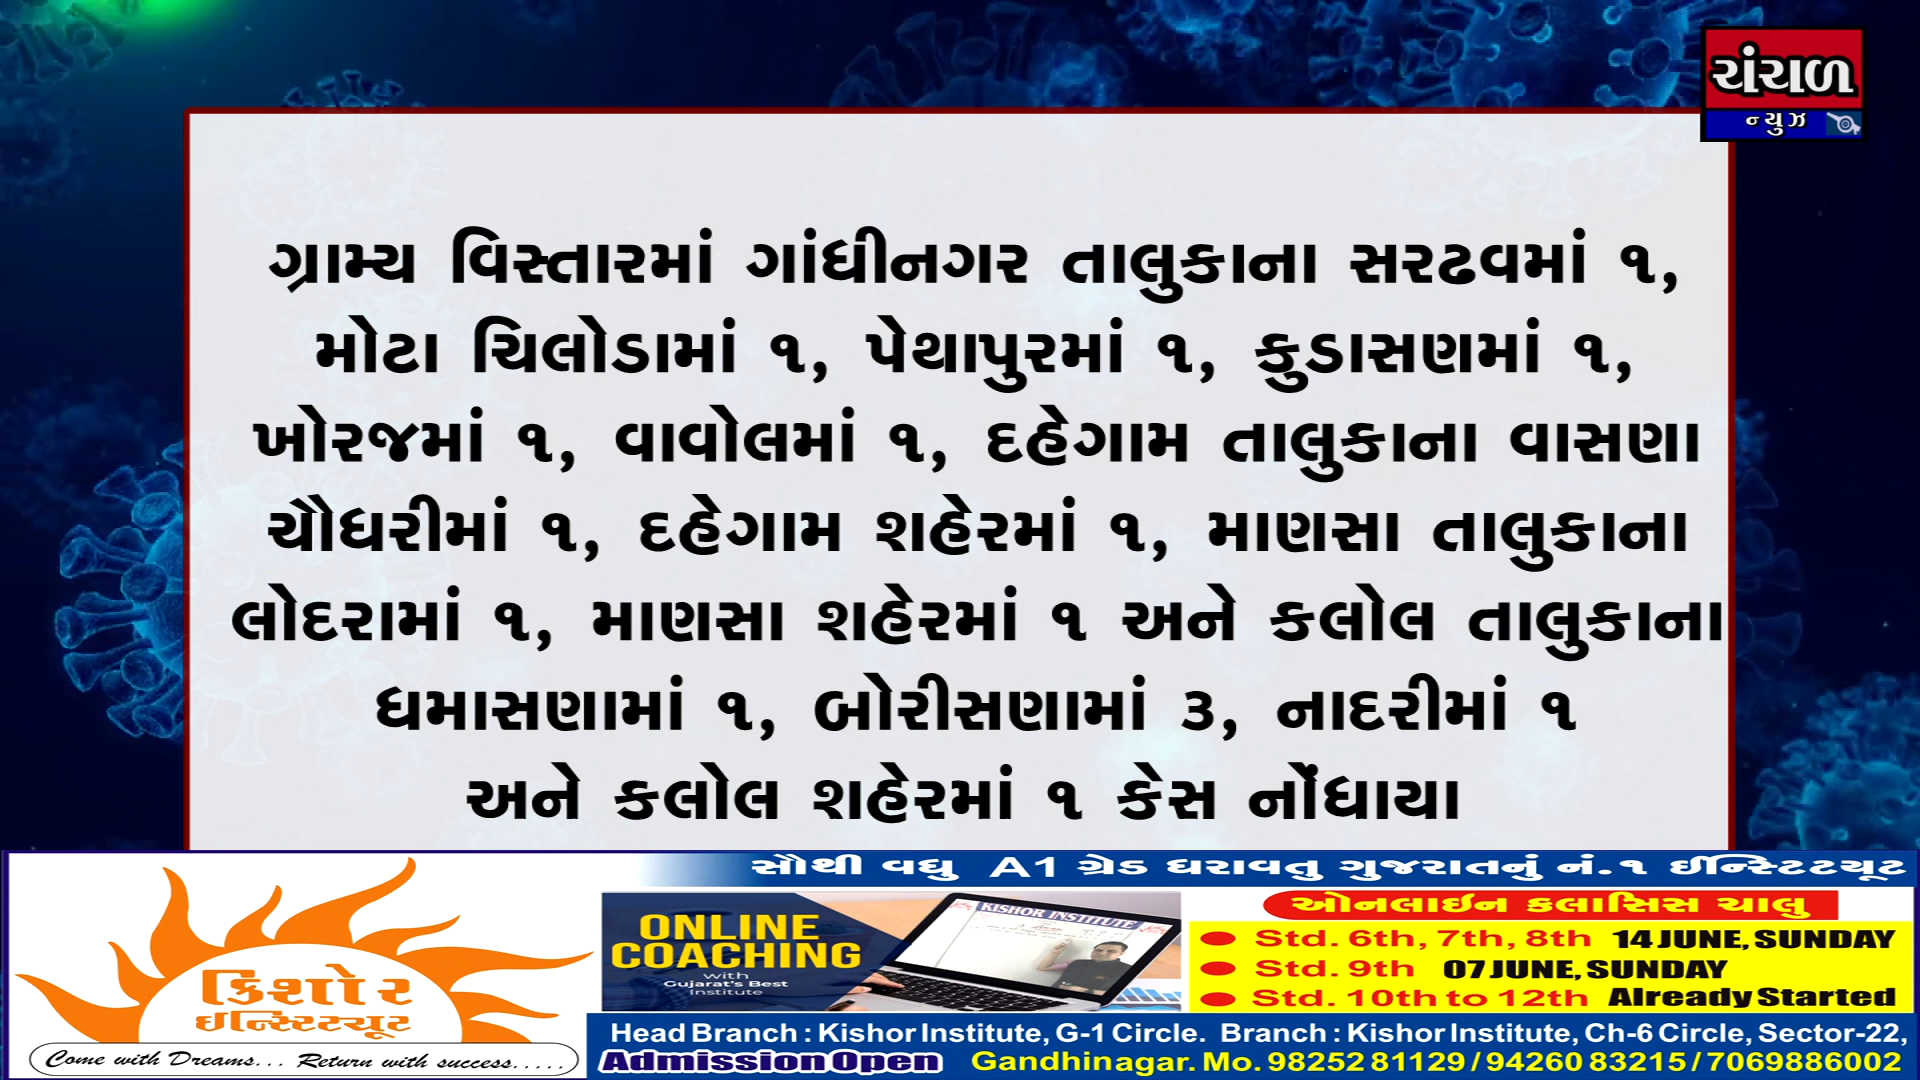 ચંચળ
ન્યુઝ
ગ્રામ્ય વિસ્તારમાં ગાંધીનગર તાલુકાના સરઢવમાં ૧,
મોટા ચિલોડામાં ૧, પેથાપુરમાં ૧, કુડાસણમાં ૧,
ખોરજમાં ૧, વાવોલમાં ૧, દહેગામ તાલુકાના વાસણા
ચૌધરીમાં ૧, દહેગામ શહેરમાં ૧, માણસા તાલુકાના
લોદરામાં ૧, માણસા શહેરમાં ૧ અને કલોલ તાલુકાના
ધમાસણામાં ૧, બોરીસણામાં ૩, નાદરીમાં ૧
અને કલોલ શહેરમાં ૧ કેસ નોંધાયા
કિશોર
ઇન્સ્ટિટયૂટ
Come with Dreams... Return with success.....
સૌથી વધુ A1 ગ્રેડ ધરાવતુ ગુજરાતનું નં.૧ ઈન્સ્ટિટયૂટ
ONLINE
COACHING
with
Gujarat's Best
Institute
KISHOR INSTITUTE
ઓનલાઇન કલાસિસ ચાલુ
Std. 6th, 7th, 8th 14 JUNE, SUNDAY
Std. 9th 07 JUNE, SUNDAY
Std. 10th to 12th Already Started
Head Branch : Kishor Institute, G-1 Circle. Branch : Kishor Institute, Ch-6 Circle, Sector-22,
Admission Open Gandhinagar. Mo. 98252 81129 / 94260 83215 / 7069886002